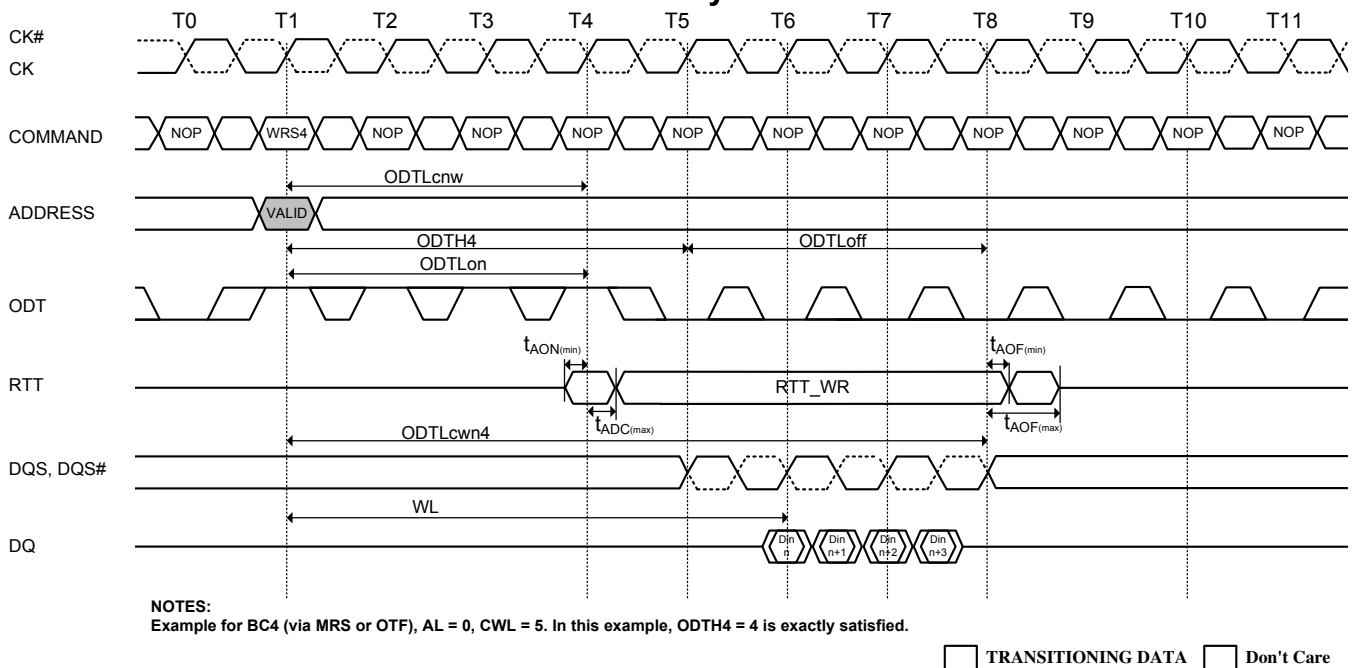 T0 T1 T2 T3 T4 T5 T6 T7 T8 T9 T10 T11
CK#
CK
COMMAND NOP WRS4 NOP NOP NOP NOP NOP NOP NOP NOP NOP NOP
ODTLcnw
ADDRESS VALID
ODTH4 ODTLoff
ODTLon
ODT
tAON(min) tAOF(min)
RTT RTT_WR
tADC(max) tAOF(max)
ODTLcwn4
DQS, DQS#
WL
DQ Din n Din n+1 Din n+2 Din n+3
NOTES:
Example for BC4 (via MRS or OTF), AL = 0, CWL = 5. In this example, ODTH4 = 4 is exactly satisfied.
TRANSITIONING DATA Don't Care